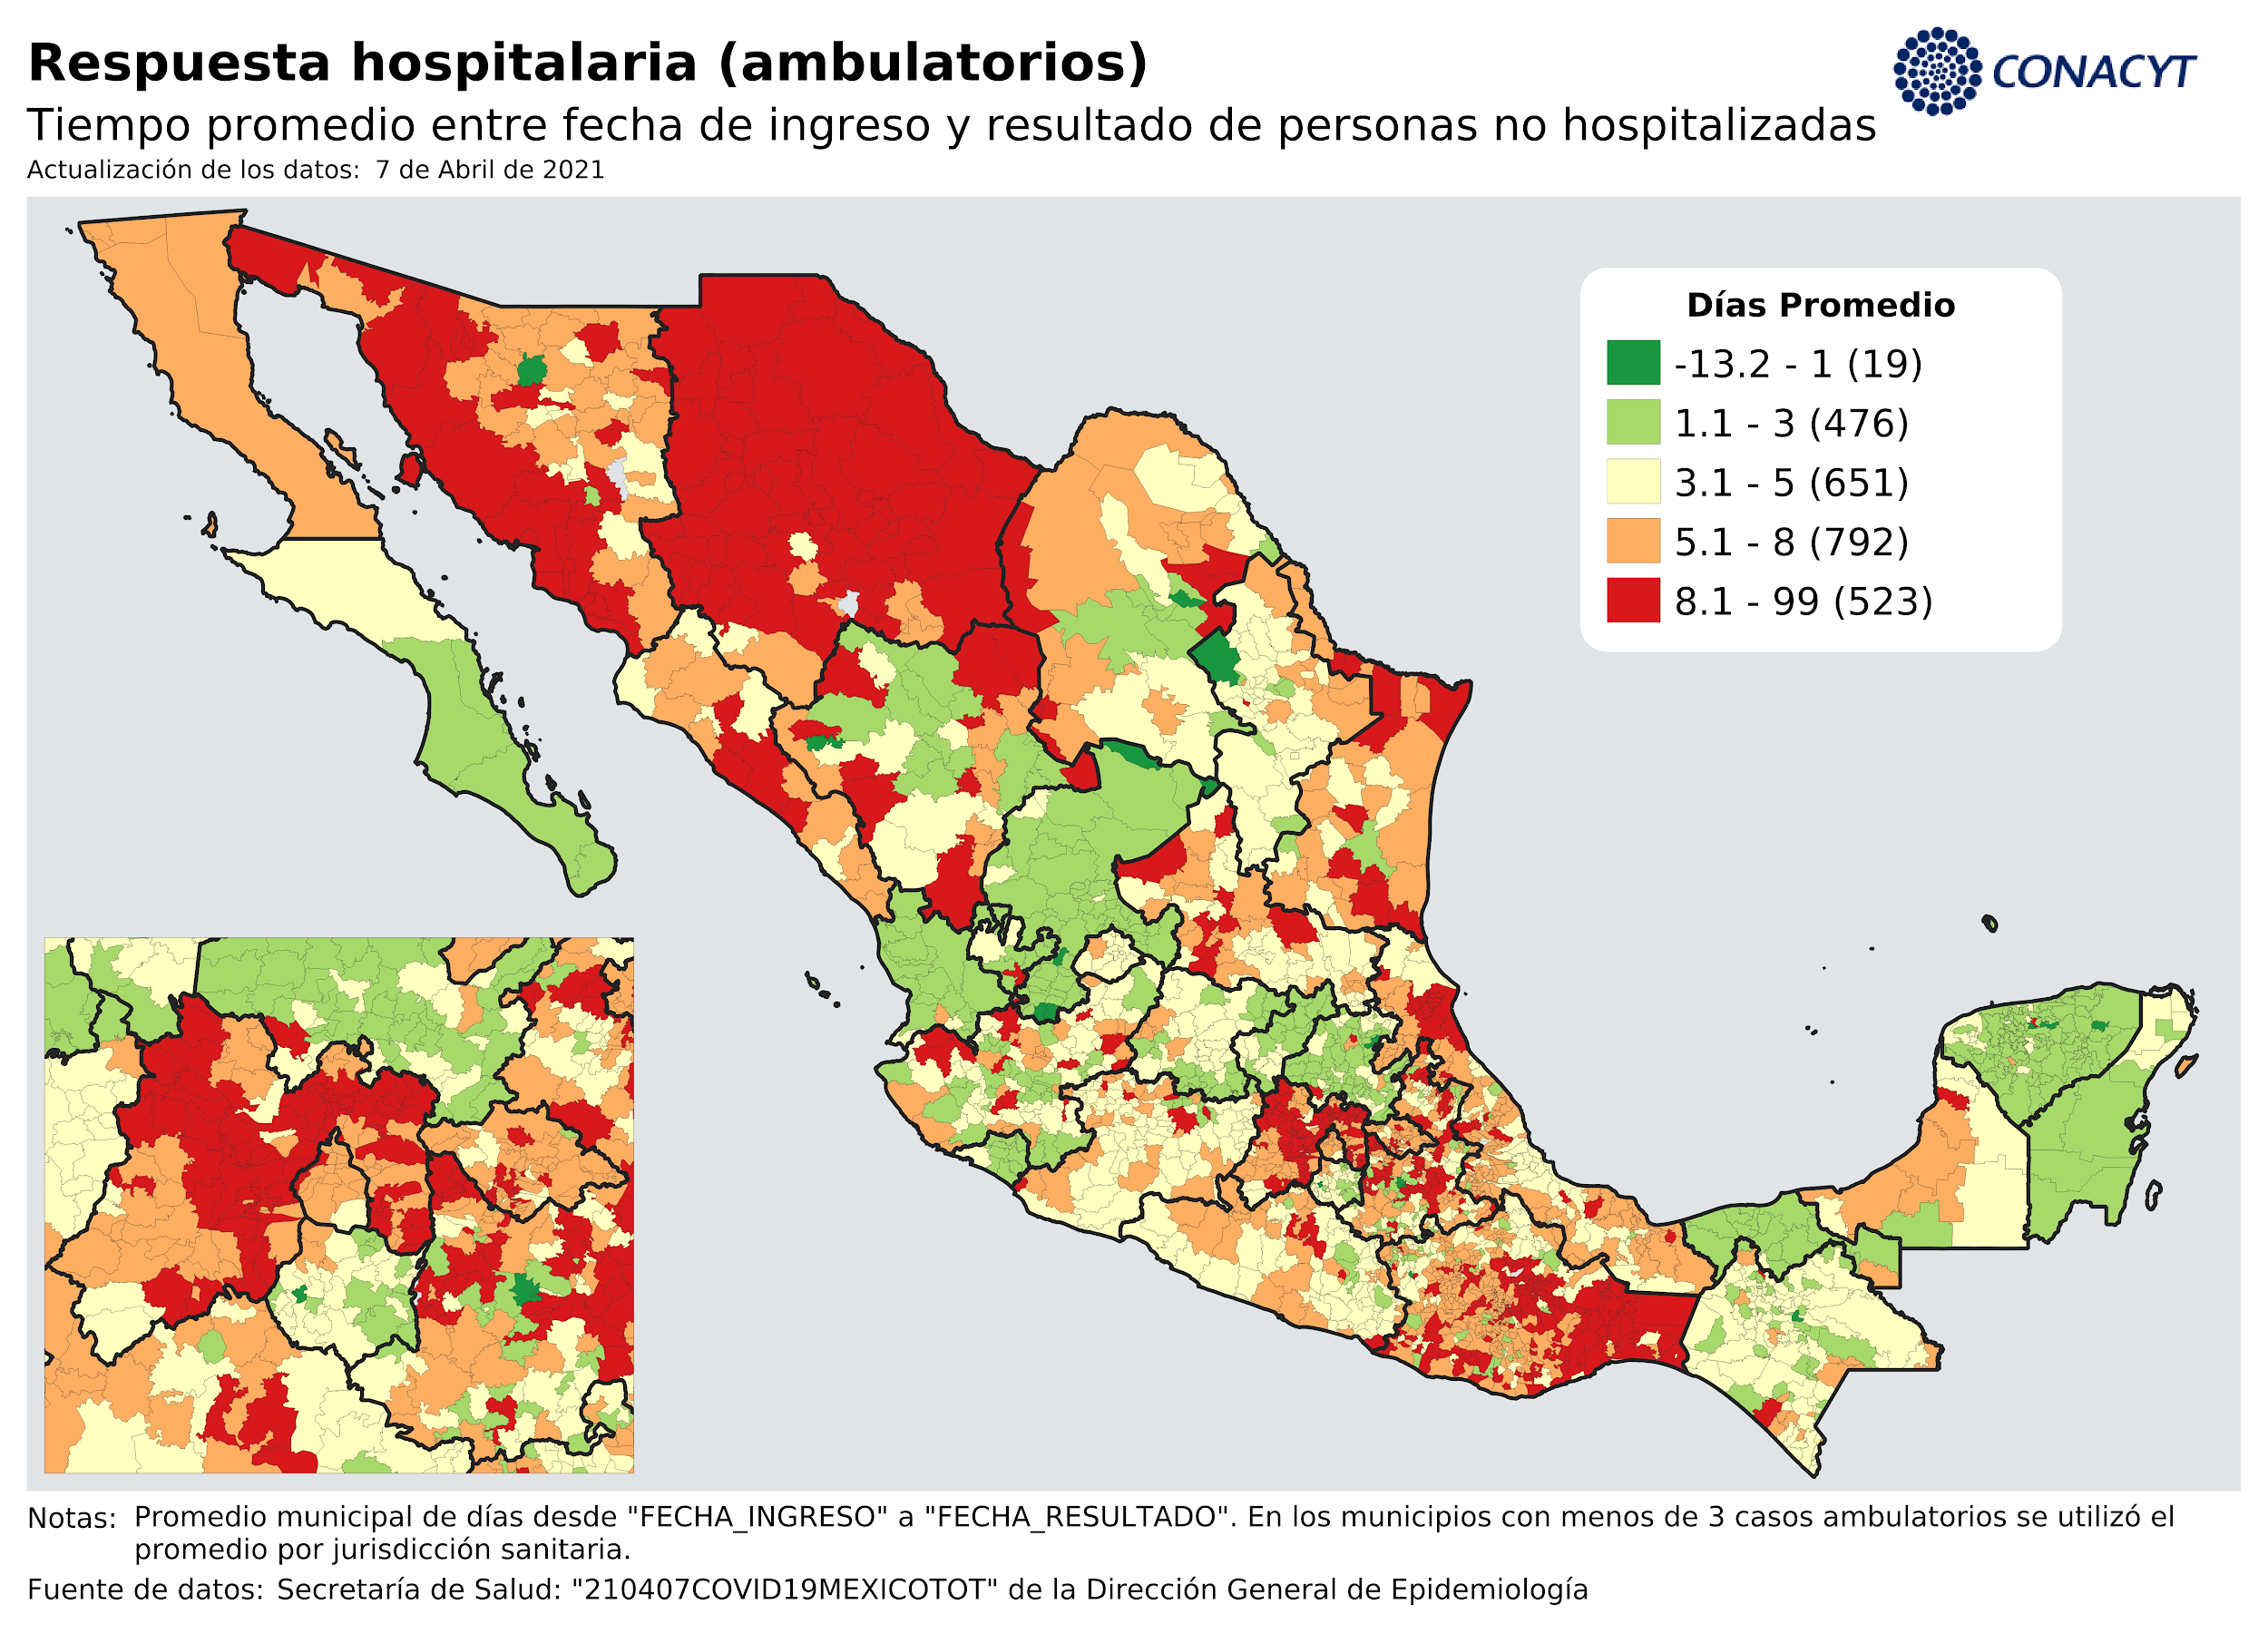 Respuesta hospitalaria (ambulatorios)
CONACYT
Tiempo promedio entre fecha de ingreso y resultado de personas no hospitalizadas
Actualización de los datos: 7 de Abril de 2021
Días Promedio
-13.2 - 1 (19)
1.1 - 3 (476)
3.1 - 5 (651)
5.1 - 8 (792)
8.1 - 99 (523)
Notas: Promedio municipal de días desde "FECHA_INGRESO" a "FECHA_RESULTADO". En los municipios con menos de 3 casos ambulatorios se utilizó el
promedio por jurisdicción sanitaria.
Fuente de datos: Secretaría de Salud: "210407COVID19MEXICOTOT" de la Dirección General de Epidemiología